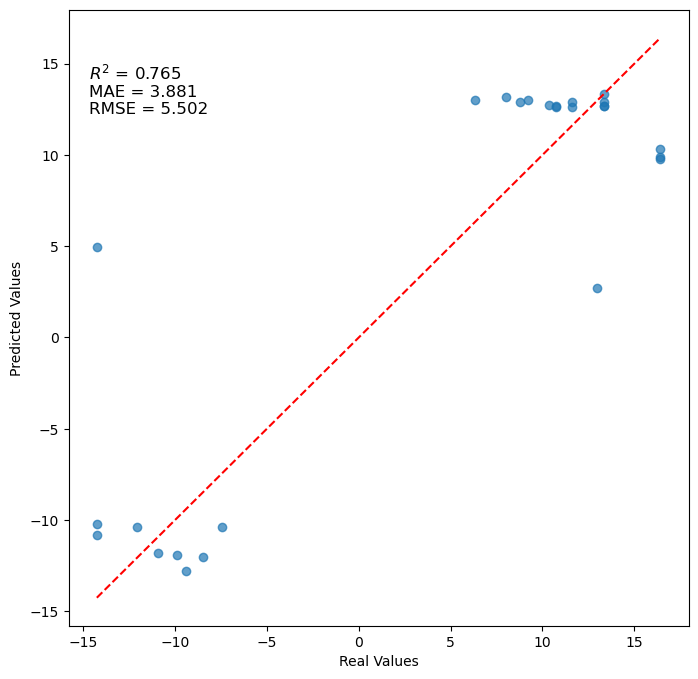 R² = 0.765
MAE = 3.881
RMSE = 5.502
15
10
5
0
−5
−10
−15
Predicted Values
−15 −10 −5 0 5 10 15
Real Values